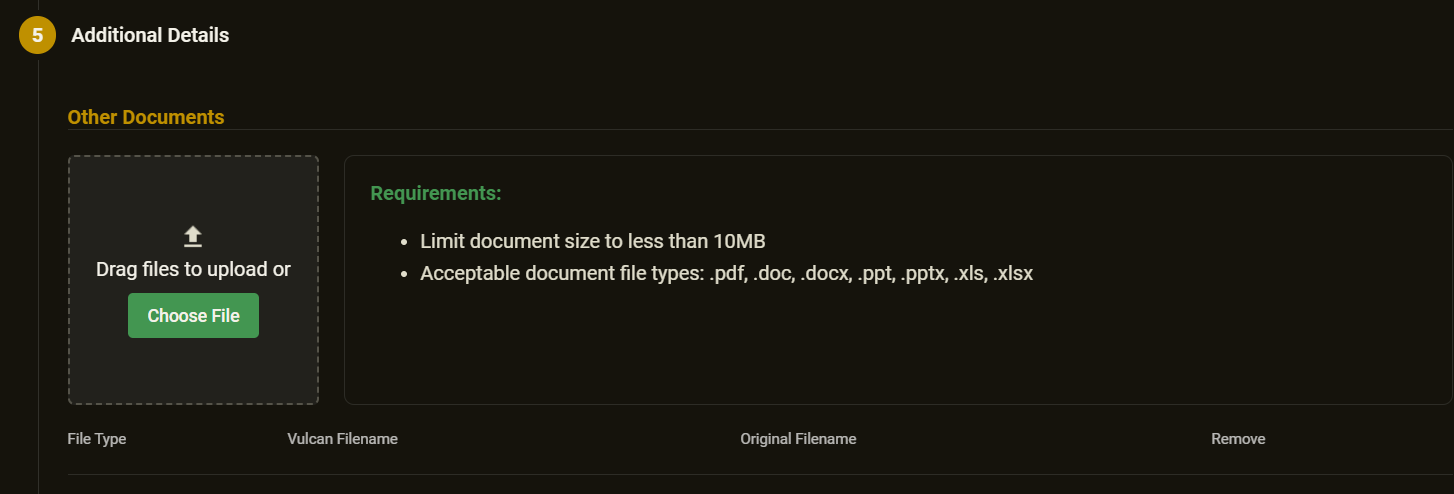 5 Additional Details
Other Documents
Drag files to upload or
Choose File
Requirements:
• Limit document size to less than 10MB
• Acceptable document file types: .pdf, .doc, .docx, .ppt, .pptx, .xls, .xlsx
File Type Vulcan Filename Original Filename Remove